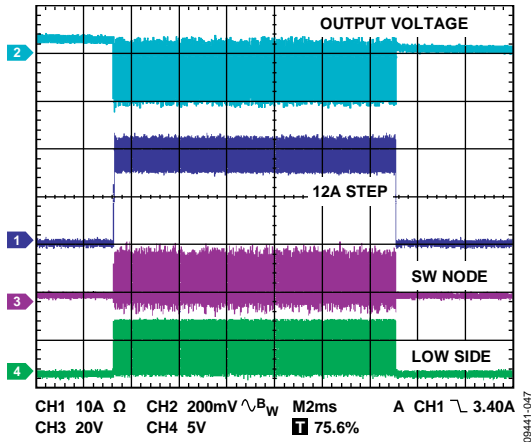 OUTPUT VOLTAGE
2
12A STEP
1
SW NODE
3
LOW SIDE
4
CH1 10A Ω CH2 200mV ∿BW M2ms A CH1 ╲ 3.40A
CH3 20V CH4 5V T 75.6%
09441-047